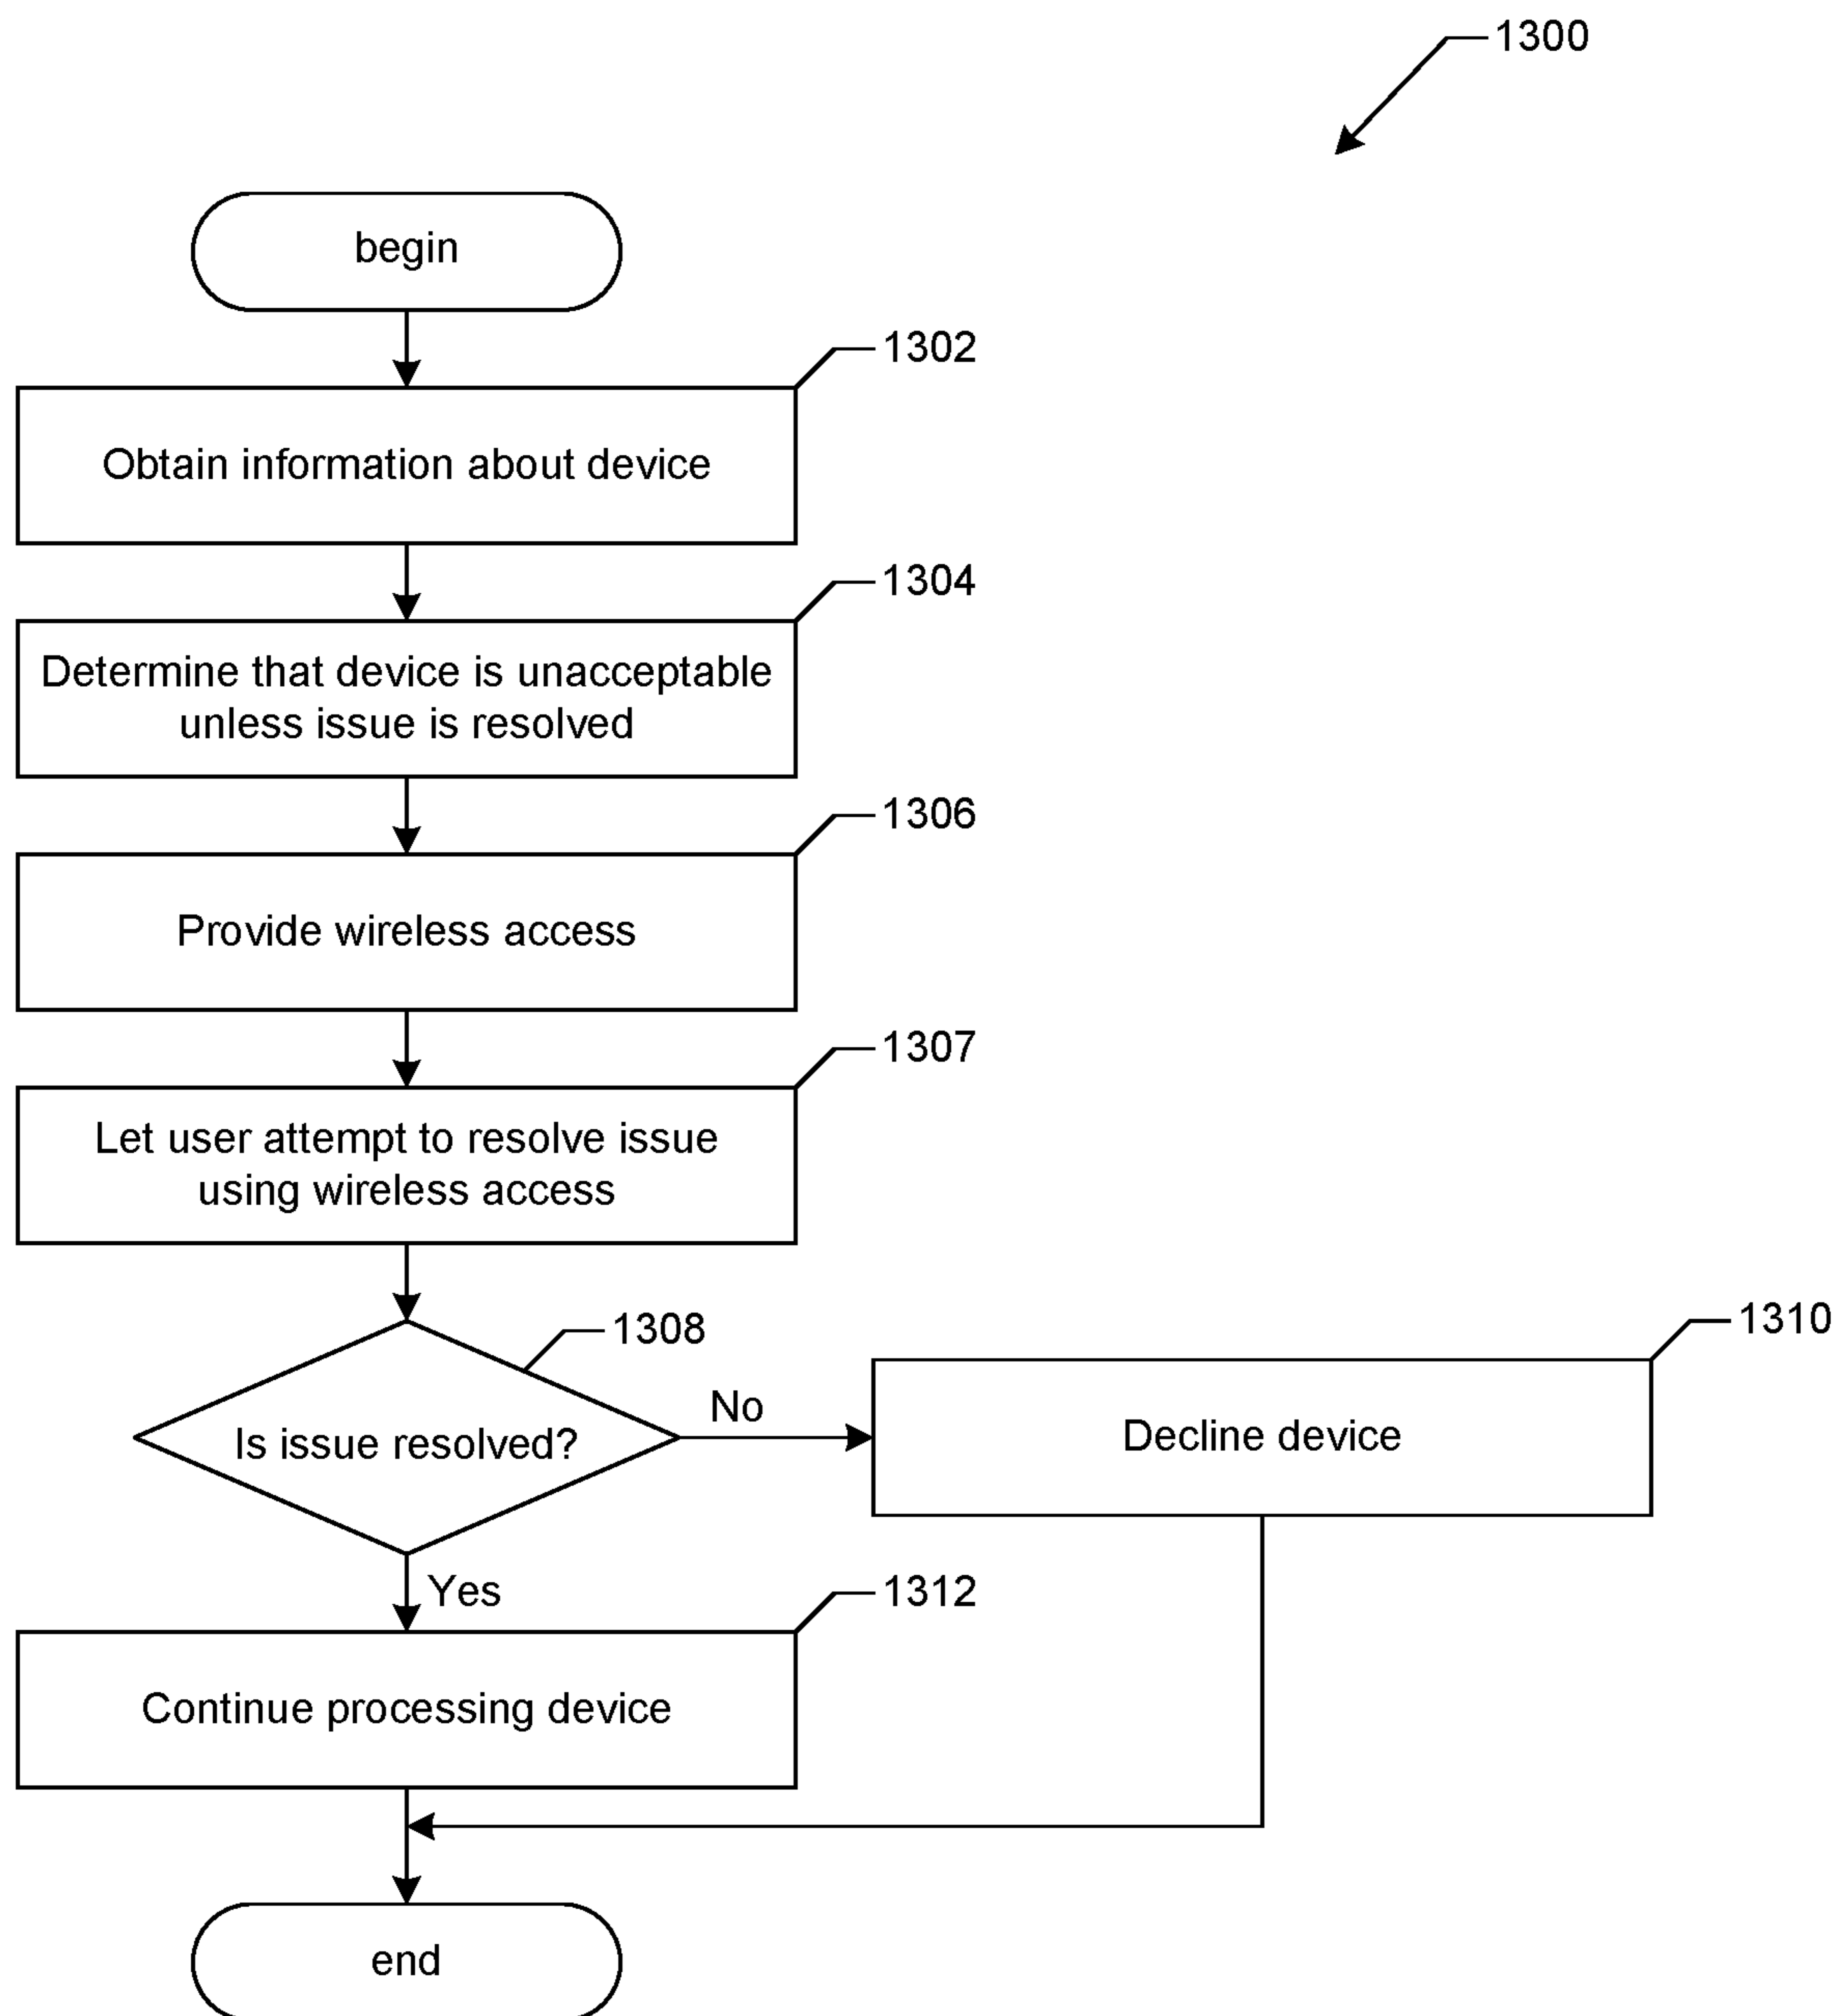 1300
begin
1302
Obtain information about device
1304
Determine that device is unacceptable
unless issue is resolved
1306
Provide wireless access
1307
Let user attempt to resolve issue
using wireless access
1308
Is issue resolved?
No
1310
Decline device
Yes
1312
Continue processing device
end